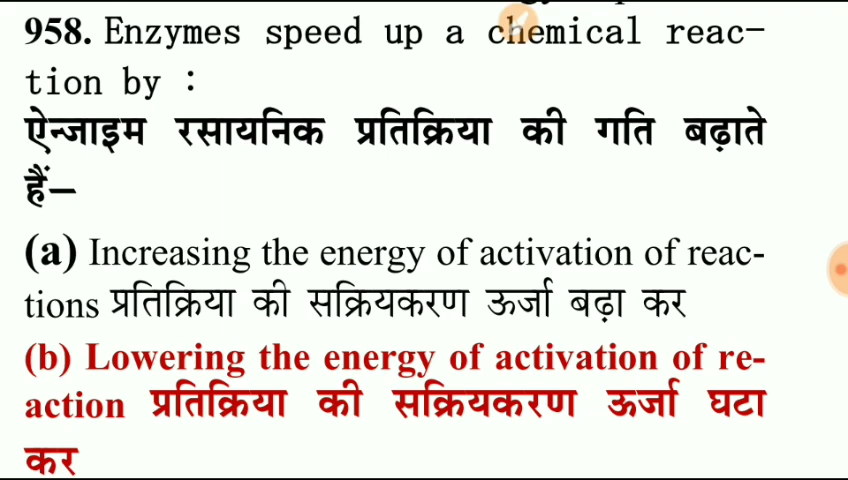 958. Enzymes speed up a chemical reac-
tion by :
ऐन्जाइम रसायनिक प्रतिक्रिया की गति बढ़ाते
हैं–
(a) Increasing the energy of activation of reac-
tions प्रतिक्रिया की सक्रियकरण ऊर्जा बढ़ा कर
(b) Lowering the energy of activation of re-
action प्रतिक्रिया की सक्रियकरण ऊर्जा घटा
कर